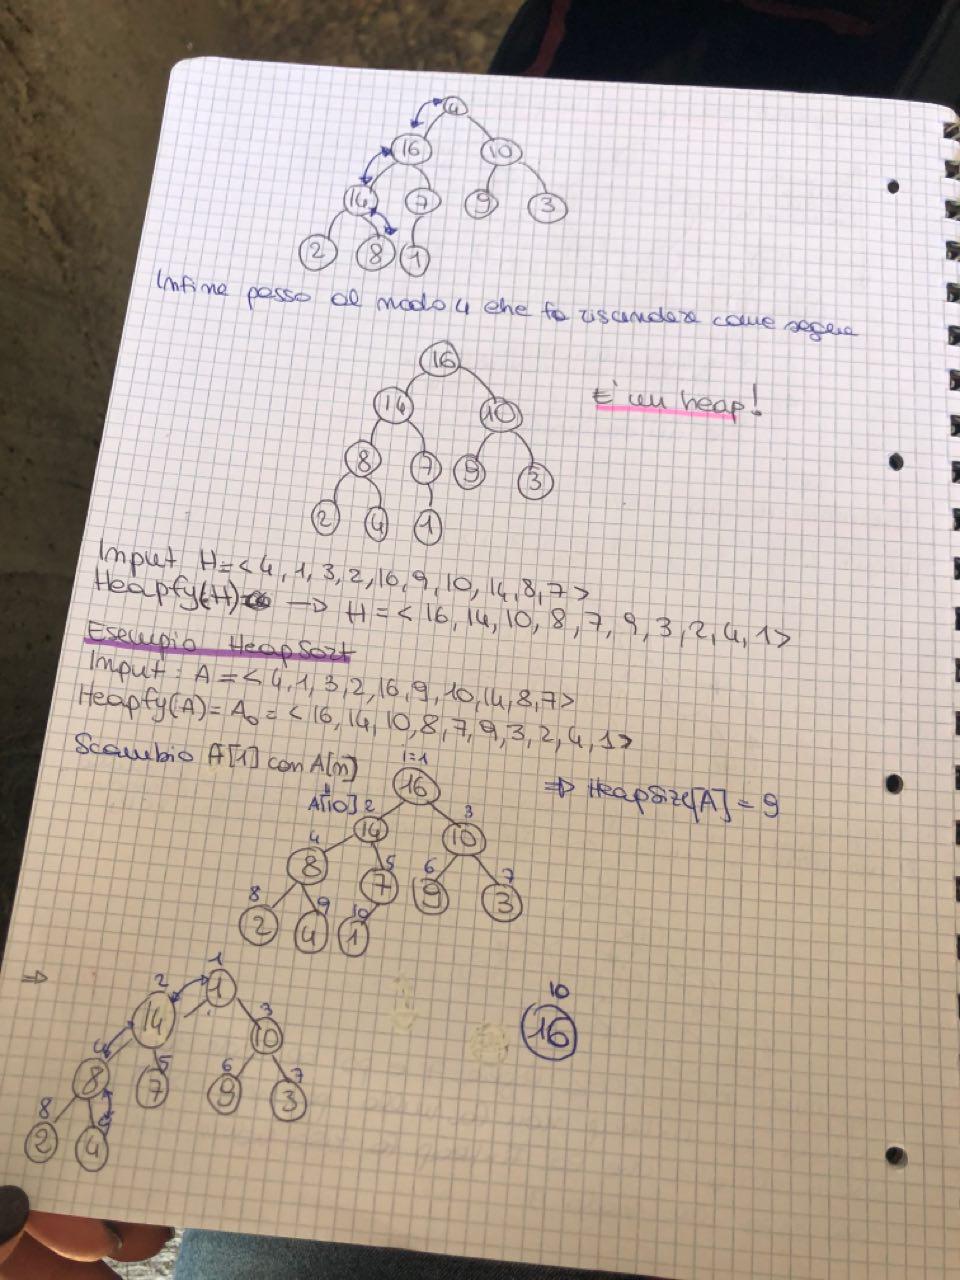 4
16 10
14 7 9 3
2 8 1
Infine passo al nodo 4 che fa riscendere come segue
16
14 10
È un heap!
8 7 9 3
2 4 1
Input H = < 4, 1, 3, 2, 16, 9, 10, 14, 8, 7 >
Heapfy(H) → H = < 16, 14, 10, 8, 7, 9, 3, 2, 4, 1 >
Esempio HeapSort
Input : A = < 4, 1, 3, 2, 16, 9, 10, 14, 8, 7 >
Heapfy(A) = A₀ = < 16, 14, 10, 8, 7, 9, 3, 2, 4, 1 >
Scambio A[1] con A[n]
i=1
16
⇒ HeapSize[A] = 9
A[10] 2 3
14 10
4 5 6 7
8 7 9 3
8 9 10
2 4 1
⇒
1
1
2 3
14 10
10
16
4 5 6 7
8 7 9 3
8 9
2 4